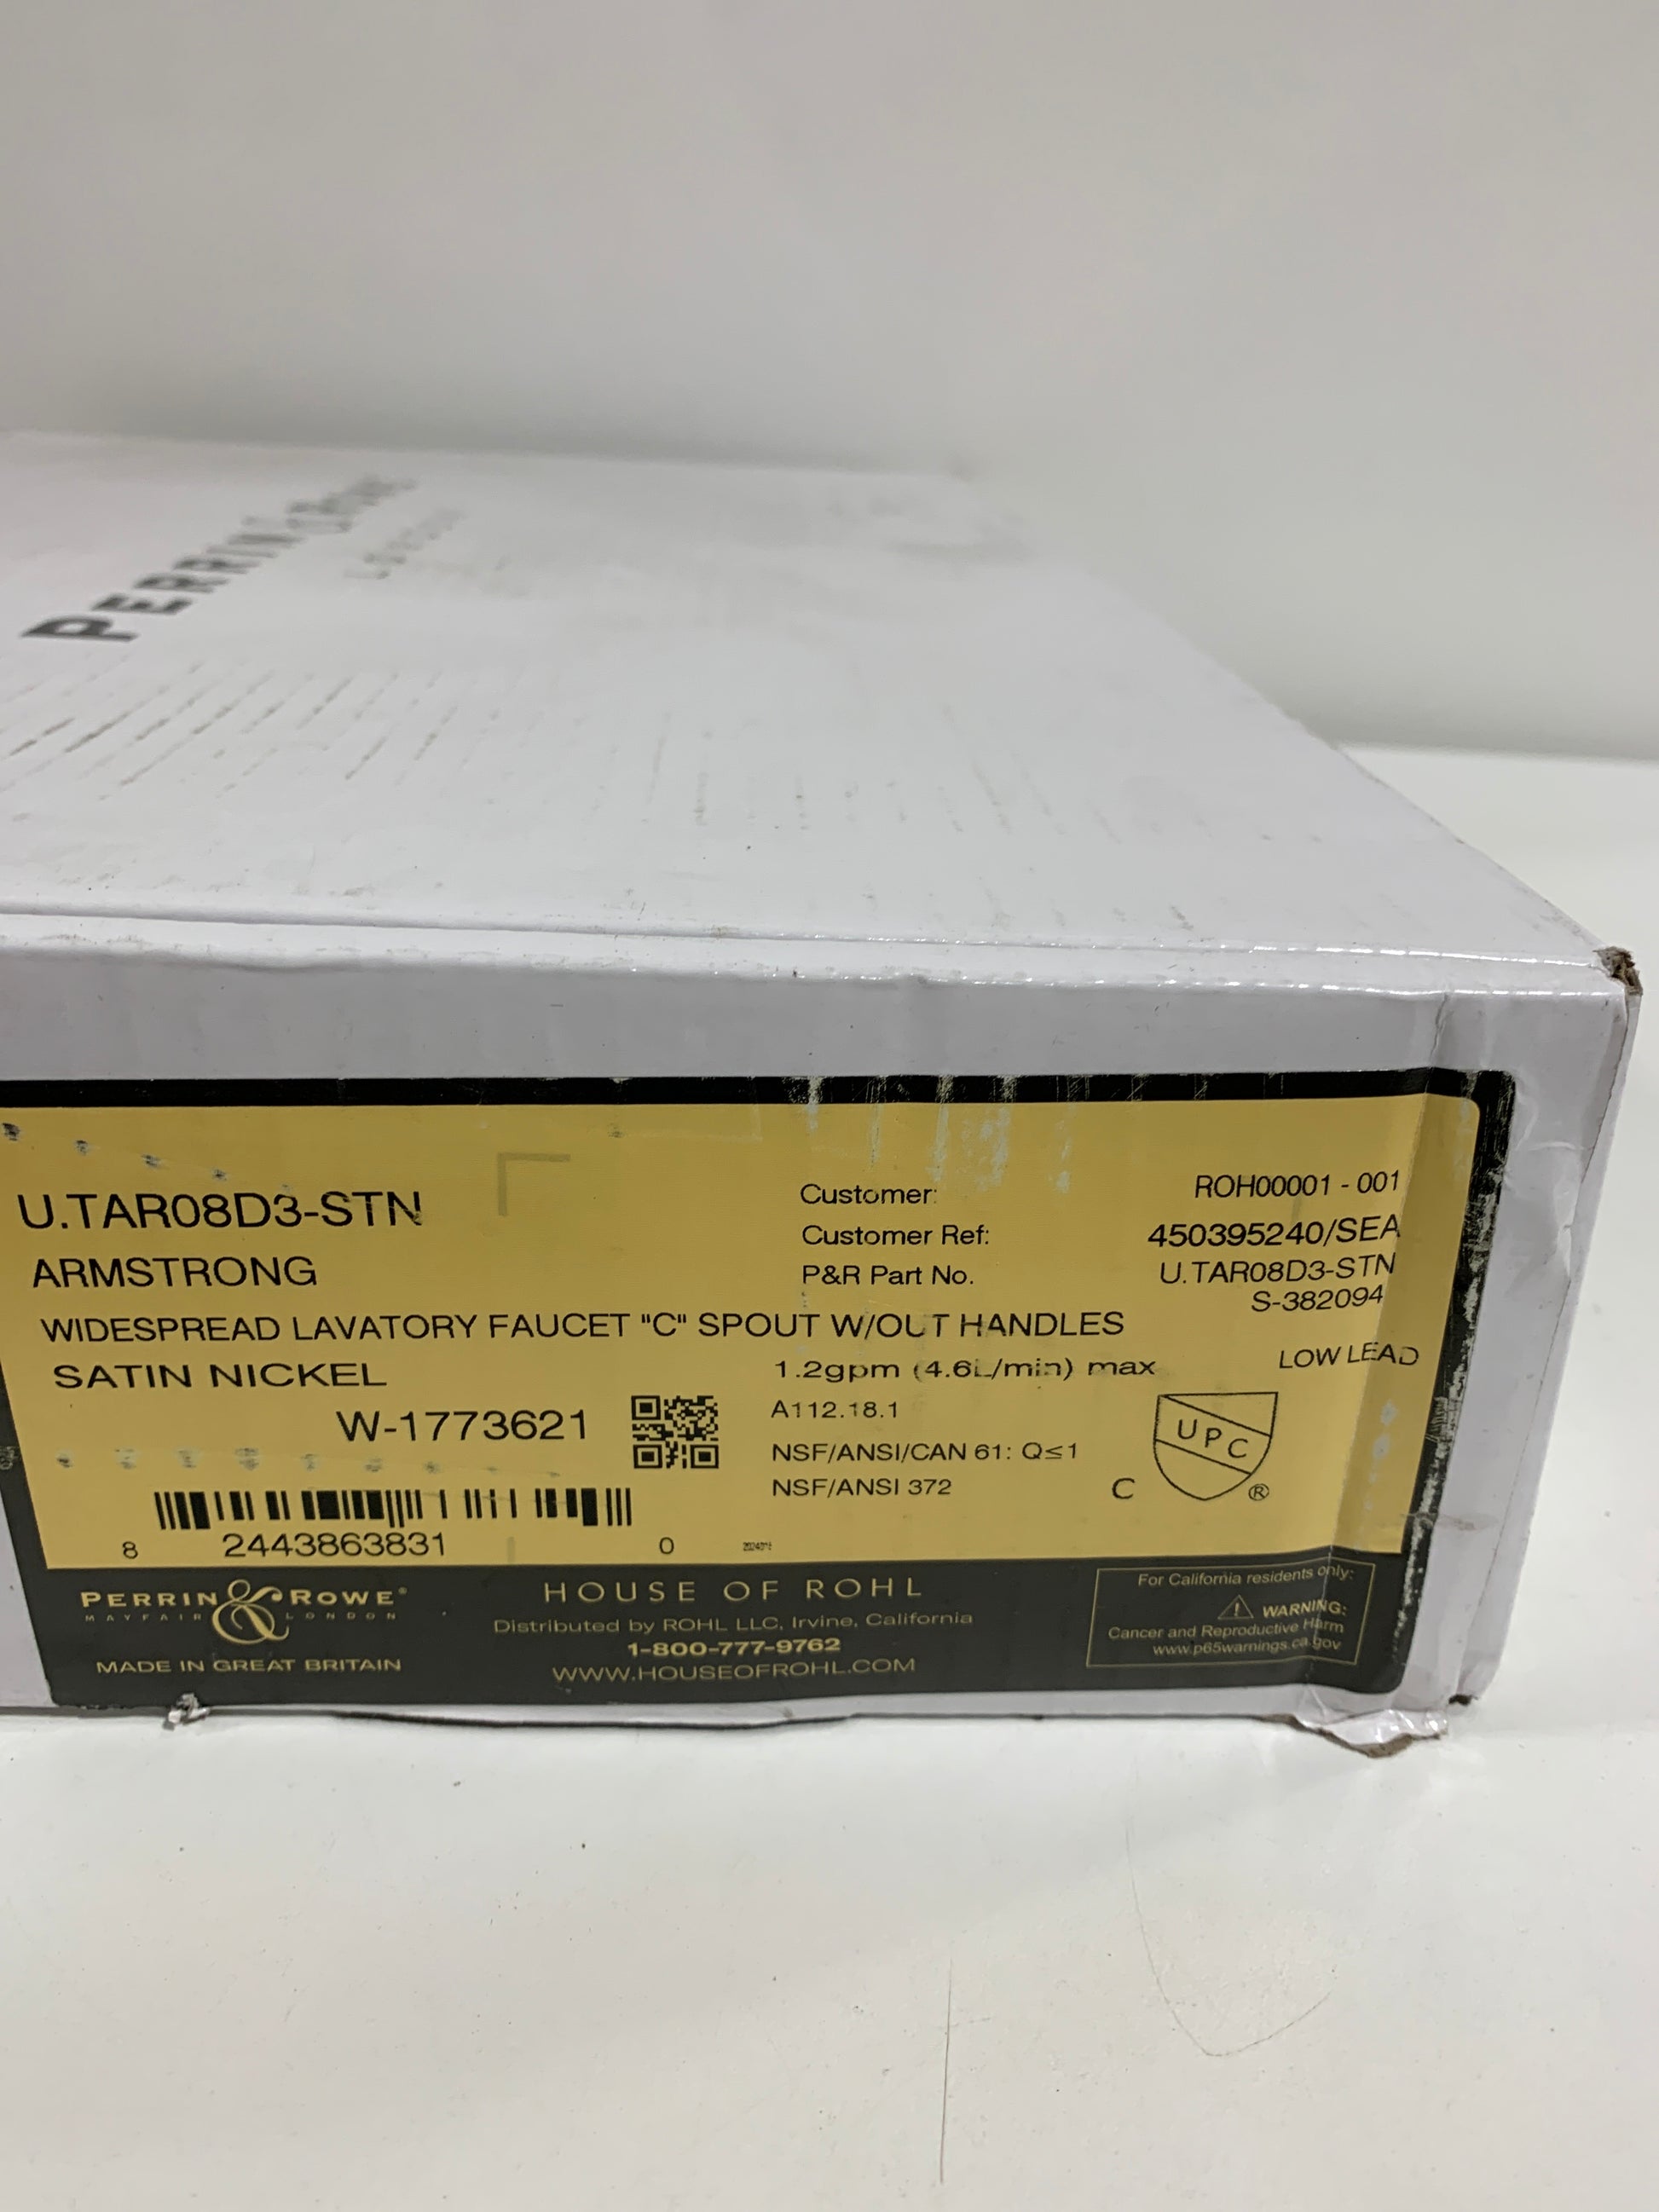 PERRIN & ROWE
LONDON
U.TAR08D3-STN
ARMSTRONG
WIDESPREAD LAVATORY FAUCET "C" SPOUT W/OUT HANDLES
SATIN NICKEL
W-1773621
8 2443863831 0
Customer: ROH00001 - 001
Customer Ref: 450395240/SEA
P&R Part No. U.TAR08D3-STN
S-382094
LOW LEAD
1.2gpm (4.6L/min) max
A112.18.1
NSF/ANSI/CAN 61: Q≤1
NSF/ANSI 372
C UPC ®
PERRIN & ROWE®
MAYFAIR LONDON
MADE IN GREAT BRITAIN
HOUSE OF ROHL
Distributed by ROHL LLC, Irvine, California
1-800-777-9762
WWW.HOUSEOFROHL.COM
For California residents only:
WARNING:
Cancer and Reproductive Harm
www.p65warnings.ca.gov